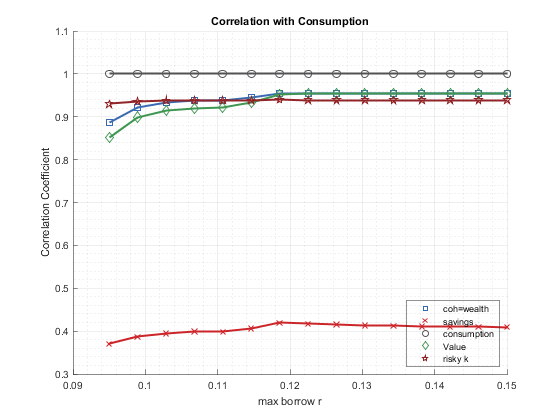 Correlation with Consumption
1.1
1
0.9
0.8
0.7
0.6
0.5
0.4
0.3
Correlation Coefficient
0.09
0.1
0.11
0.12
0.13
0.14
0.15
max borrow r
coh=wealth
savings
consumption
Value
risky k